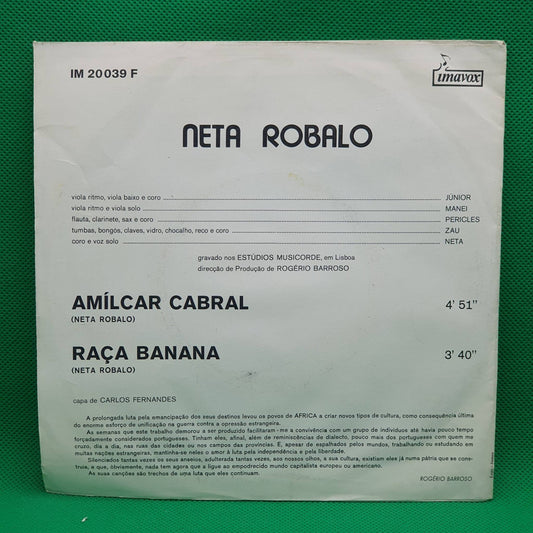 IM 20039 F
imavox
NETA ROBALO
viola ritmo, viola baixo e coro JÚNIOR
viola ritmo e viola solo MANEI
flauta, clarinete, sax e coro PERICLES
tumbas, bongós, claves, vidro, chocalho, reco e coro ZAU
coro e voz solo NETA
gravado nos ESTÚDIOS MUSICORDE, em Lisboa
direcção de Produção de ROGÉRIO BARROSO
AMÍLCAR CABRAL 4' 51"
(NETA ROBALO)
RAÇA BANANA 3' 40"
(NETA ROBALO)
capa de CARLOS FERNANDES
A prolongada luta pela emancipação dos seus destinos levou os povos de AFRICA a criar novos tipos de cultura, como consequência última
do enorme esforço de unificação na guerra contra a opressão estrangeira.
As semanas que este trabalho demorou a ser produzido facilitaram - me a convivência com um grupo de indivíduos até havia pouco tempo
forçadamente considerados portugueses. Tinham eles, afinal, além de reminiscências de dialecto, pouco mais dos portugueses com quem me
cruzo, dia a dia, nas ruas das cidades ou nos campos das províncias. E, apesar de espalhados pelos mundos, trabalhando ou estudando em
muitas nações estrangeiras, mantinha-se neles o amor à luta pela independência e pela liberdade.
Silenciados tantas vezes os seus anseios, adulterada tantas vezes, aos nossos olhos, a sua cultura, existiam eles já numa pátria que se cons-
truia, a que, òbviamente, nada tem agora que a ligue ao empodrecido mundo capitalista europeu ou americano.
As suas canções são trechos de uma luta que eles continuam.
ROGÉRIO BARROSO